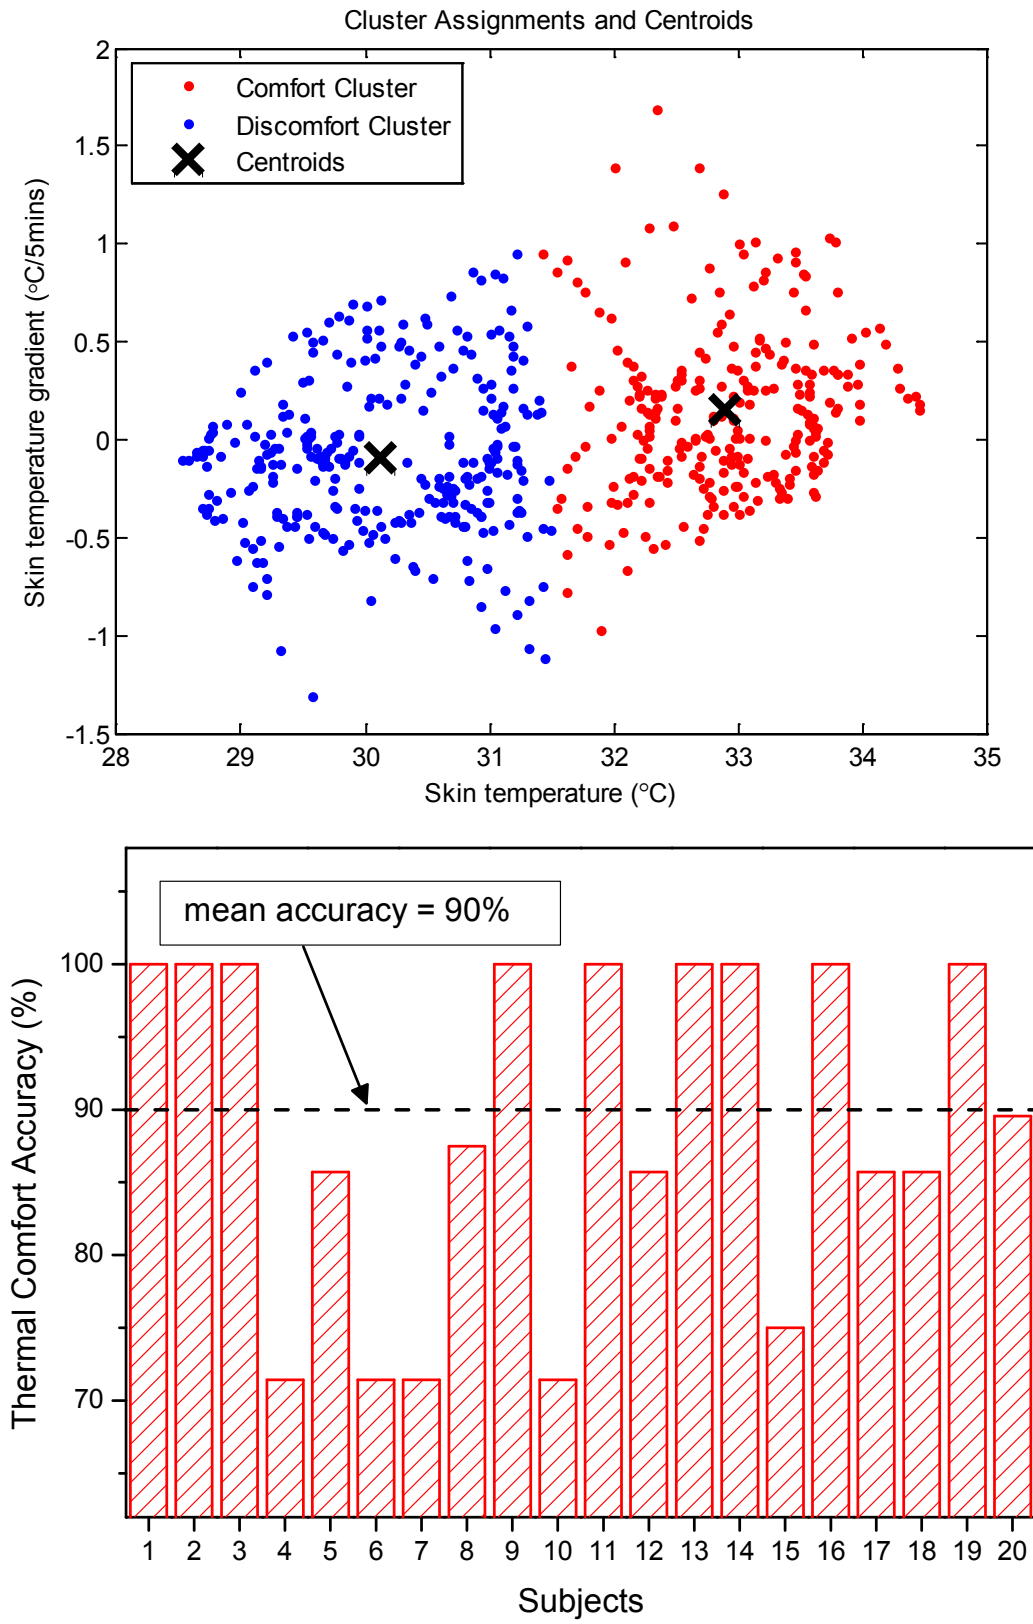 Cluster Assignments and Centroids
2
1.5
1
0.5
0
-0.5
-1
-1.5
Skin temperature gradient (°C/5mins)
Comfort Cluster
Discomfort Cluster
Centroids
28 29 30 31 32 33 34 35
Skin temperature (°C)
mean accuracy = 90%
100
90
80
70
Thermal Comfort Accuracy (%)
1 2 3 4 5 6 7 8 9 10 11 12 13 14 15 16 17 18 19 20
Subjects